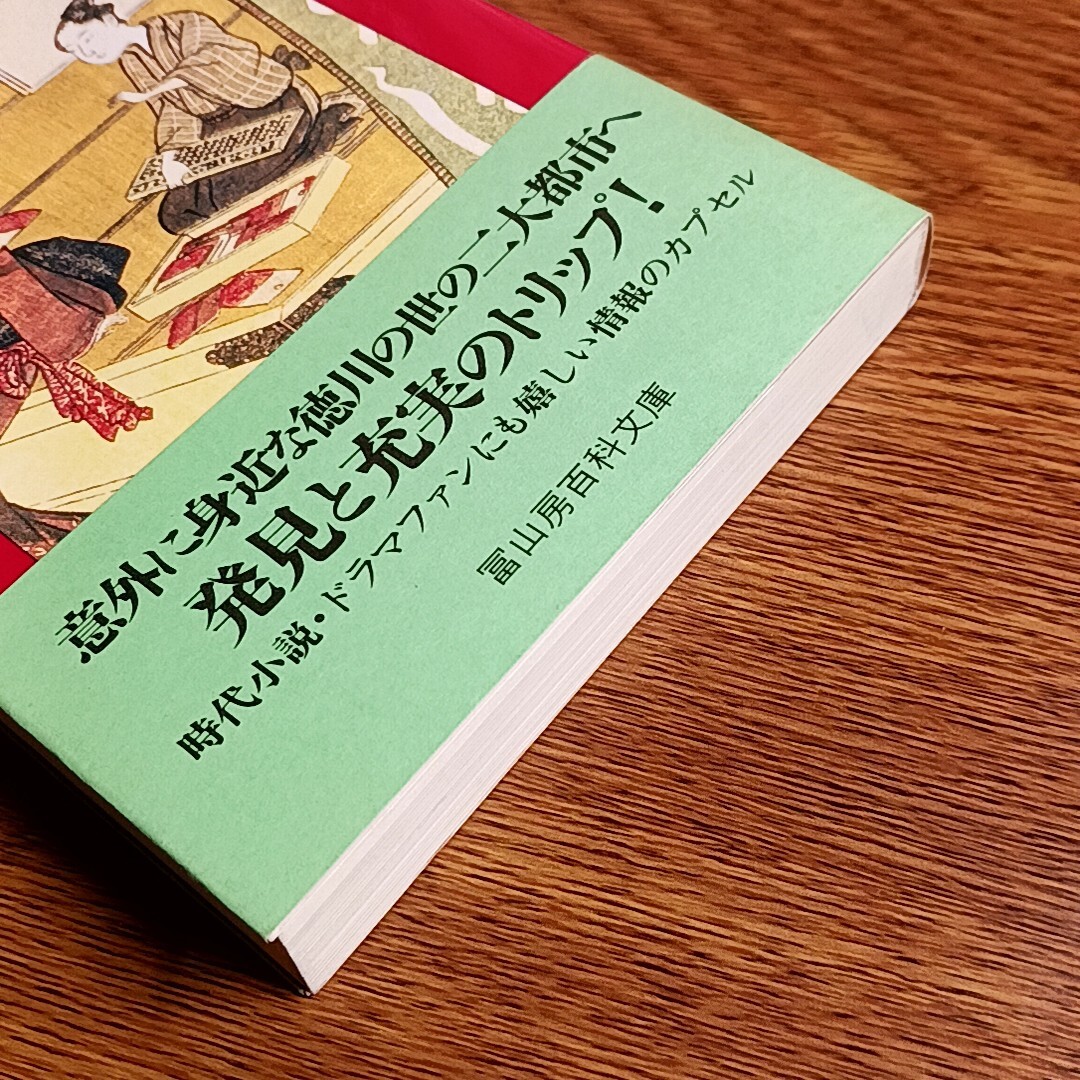 意外に身近な徳川の世の二大都市へ
発見と充実のトリップ!
時代小説・ドラマファンにも嬉しい情報のカプセル
冨山房百科文庫